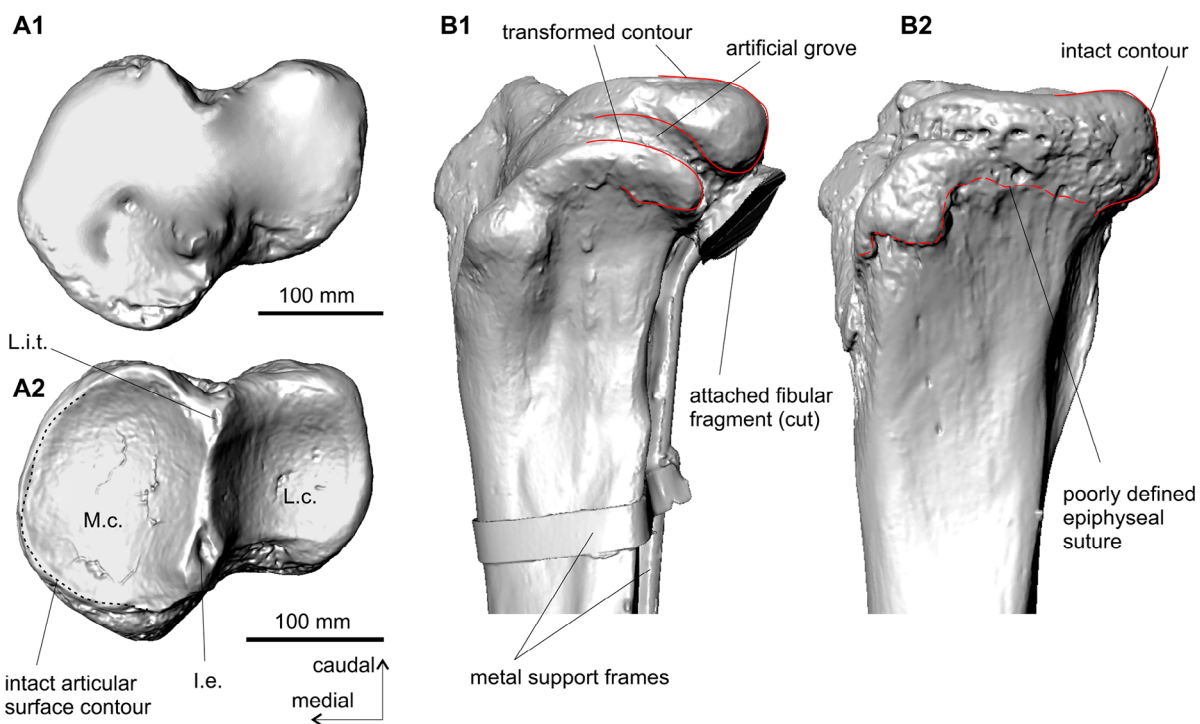 A1
100 mm
L.i.t.
A2
M.c.
L.c.
100 mm
intact articular
surface contour
I.e.
caudal
medial
B1
transformed contour
artificial grove
attached fibular
fragment (cut)
metal support frames
B2
intact contour
poorly defined
epiphyseal
suture